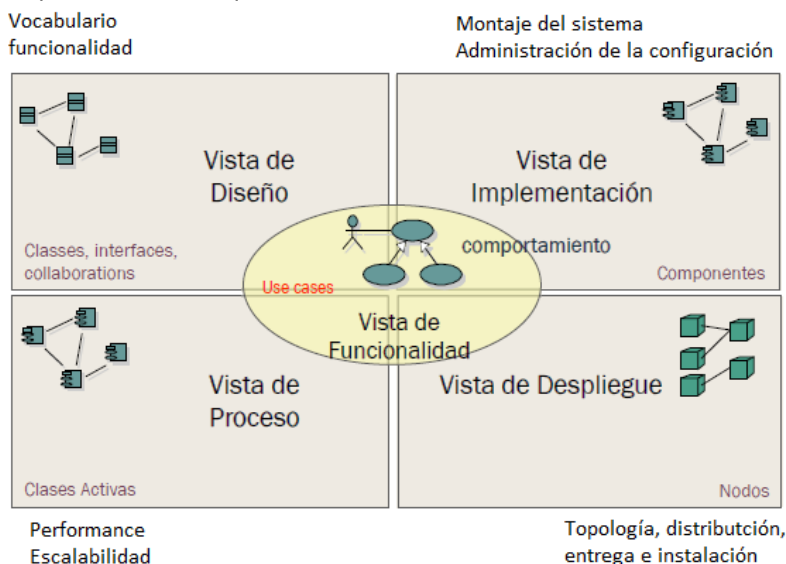 Vocabulario
funcionalidad
Montaje del sistema
Administración de la configuración
Vista de
Diseño
Classes, interfaces,
collaborations
Vista de
Implementación
Componentes
comportamiento
Use cases
Vista de
Funcionalidad
Vista de
Proceso
Clases Activas
Vista de Despliegue
Nodos
Performance
Escalabilidad
Topología, distributción,
entrega e instalación